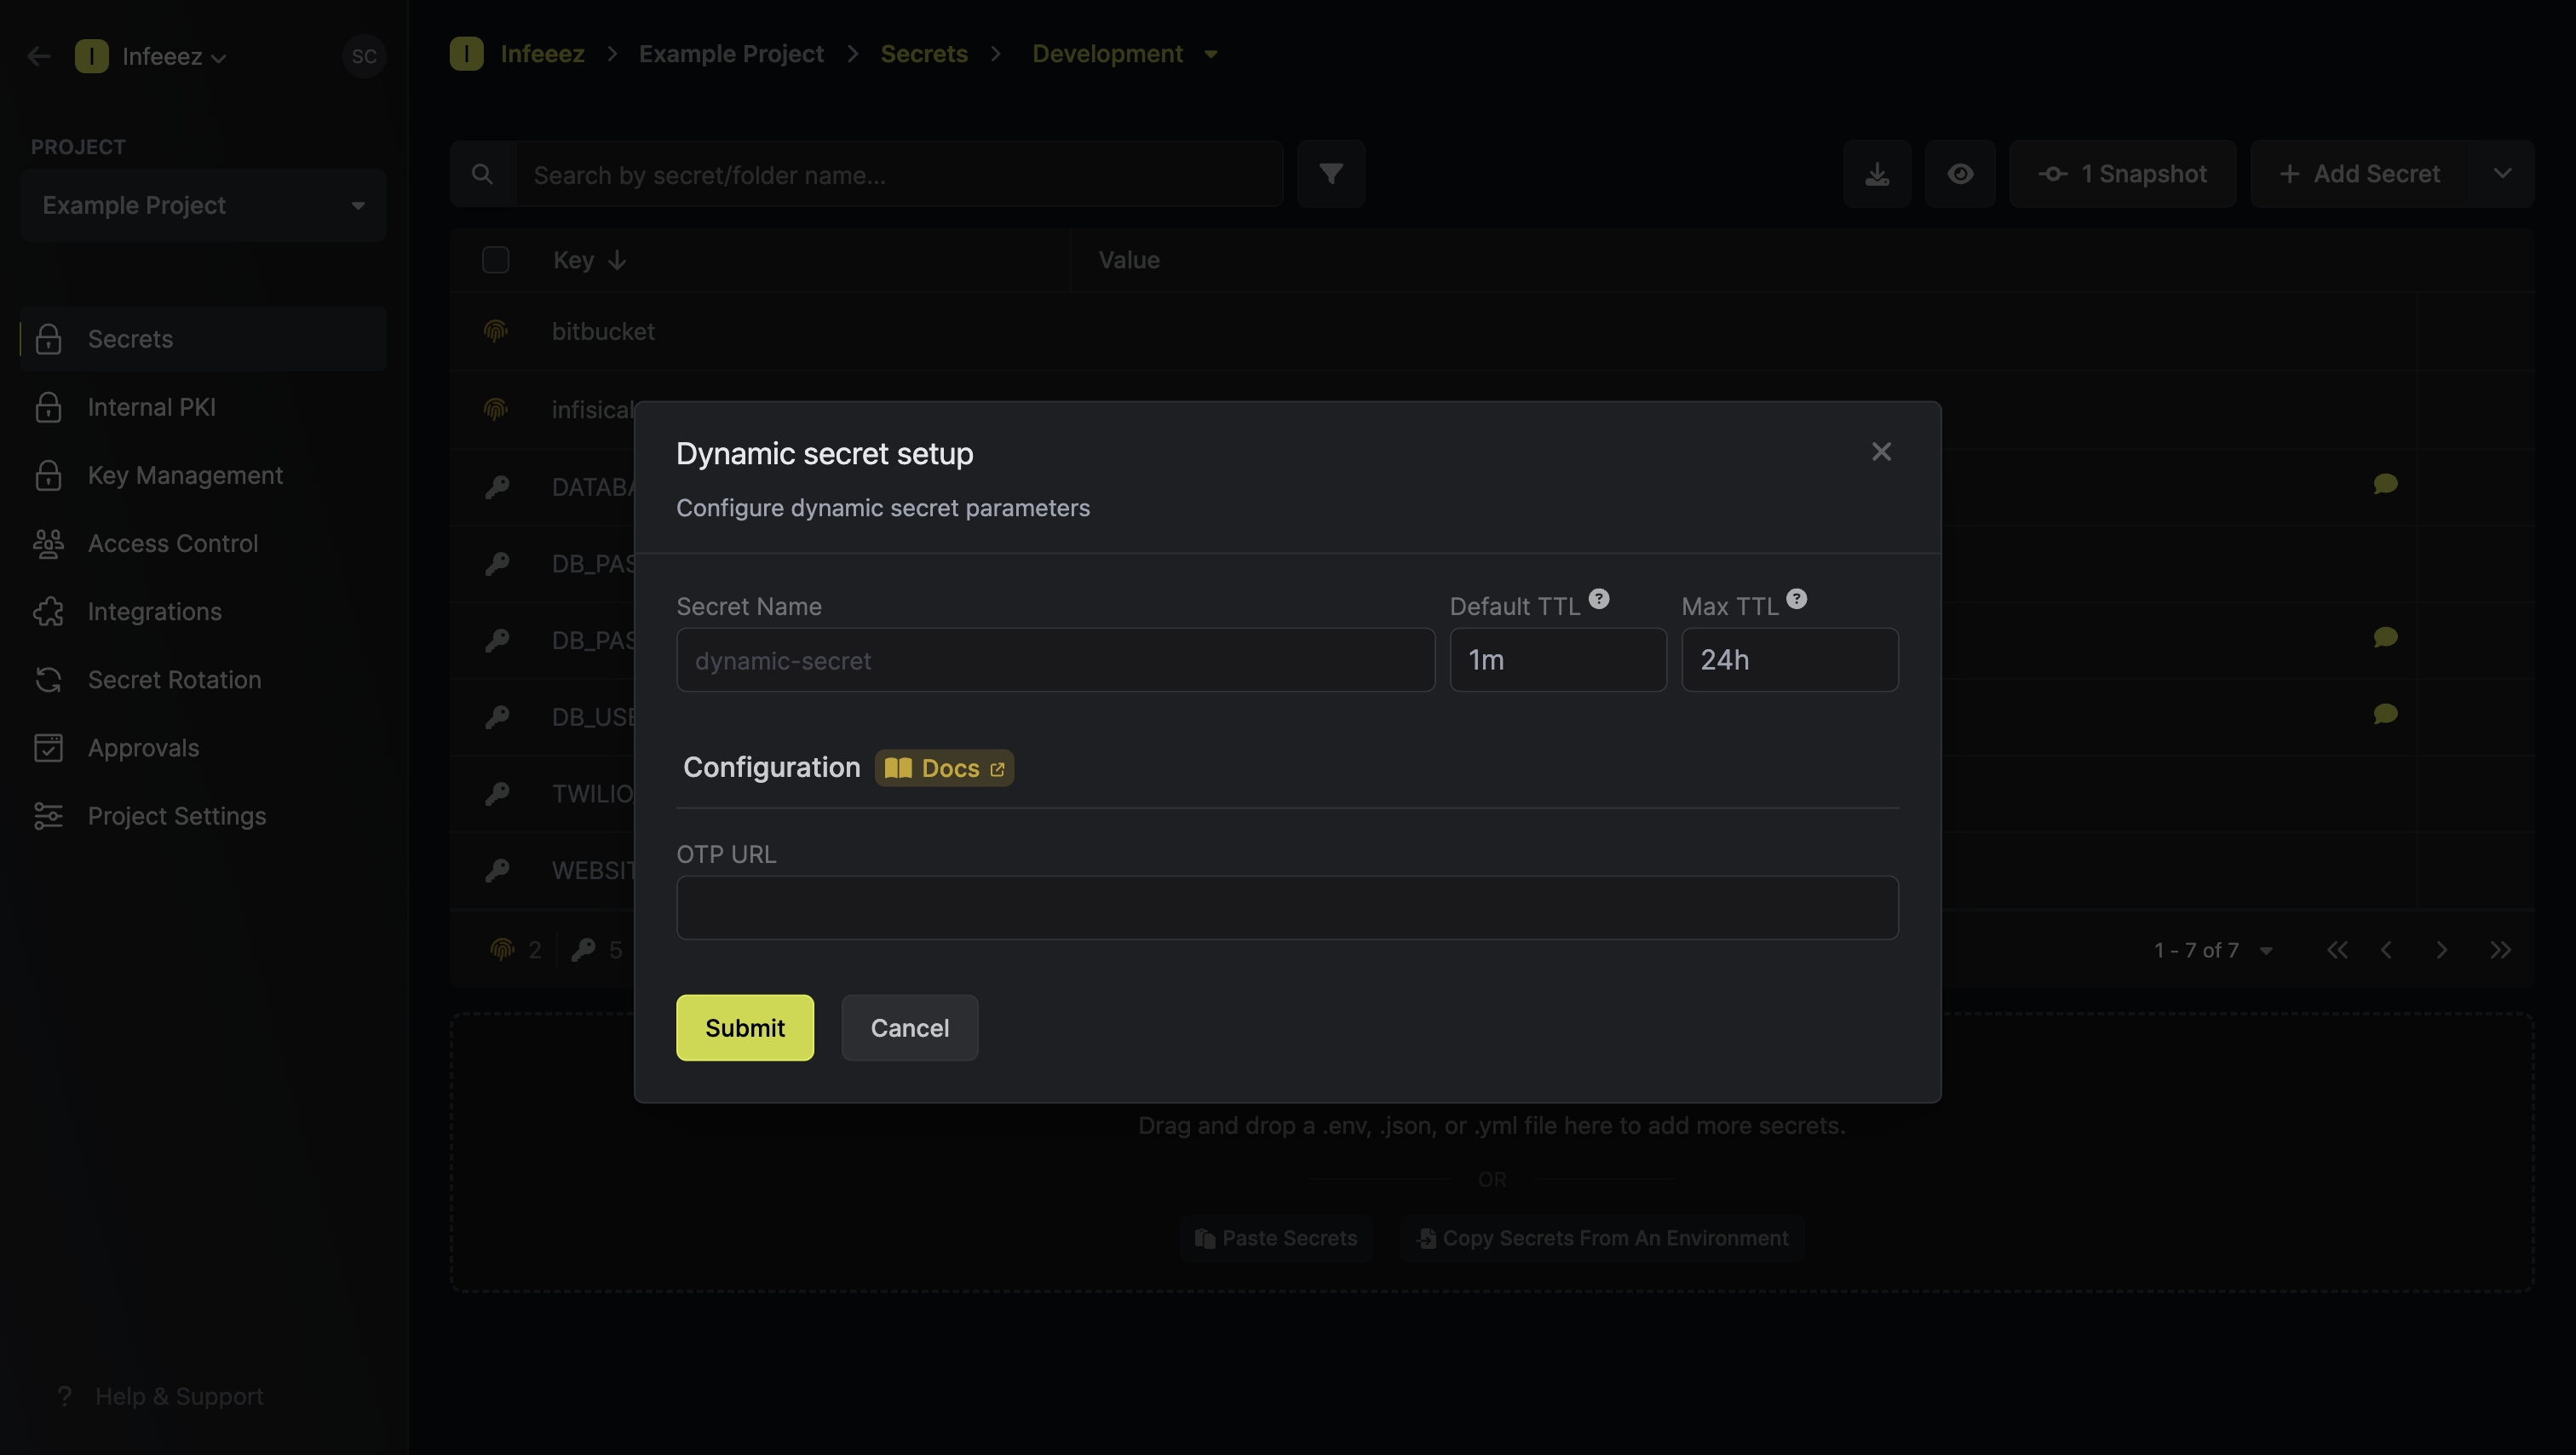 I Infeeez SC
PROJECT
Example Project
Secrets
Internal PKI
Key Management
Access Control
Integrations
Secret Rotation
Approvals
Project Settings
? Help & Support
I Infeeez > Example Project > Secrets > Development
Search by secret/folder name...
1 Snapshot
+ Add Secret
Key Value
bitbucket
infisical
DATABA
DB_PAS
DB_PAS
DB_USE
TWILIO
WEBSIT
2 5
1 - 7 of 7
Dynamic secret setup
Configure dynamic secret parameters
Secret Name Default TTL ? Max TTL ?
dynamic-secret 1m 24h
Configuration Docs
OTP URL
Submit Cancel
Drag and drop a .env, .json, or .yml file here to add more secrets.
OR
Paste Secrets Copy Secrets From An Environment